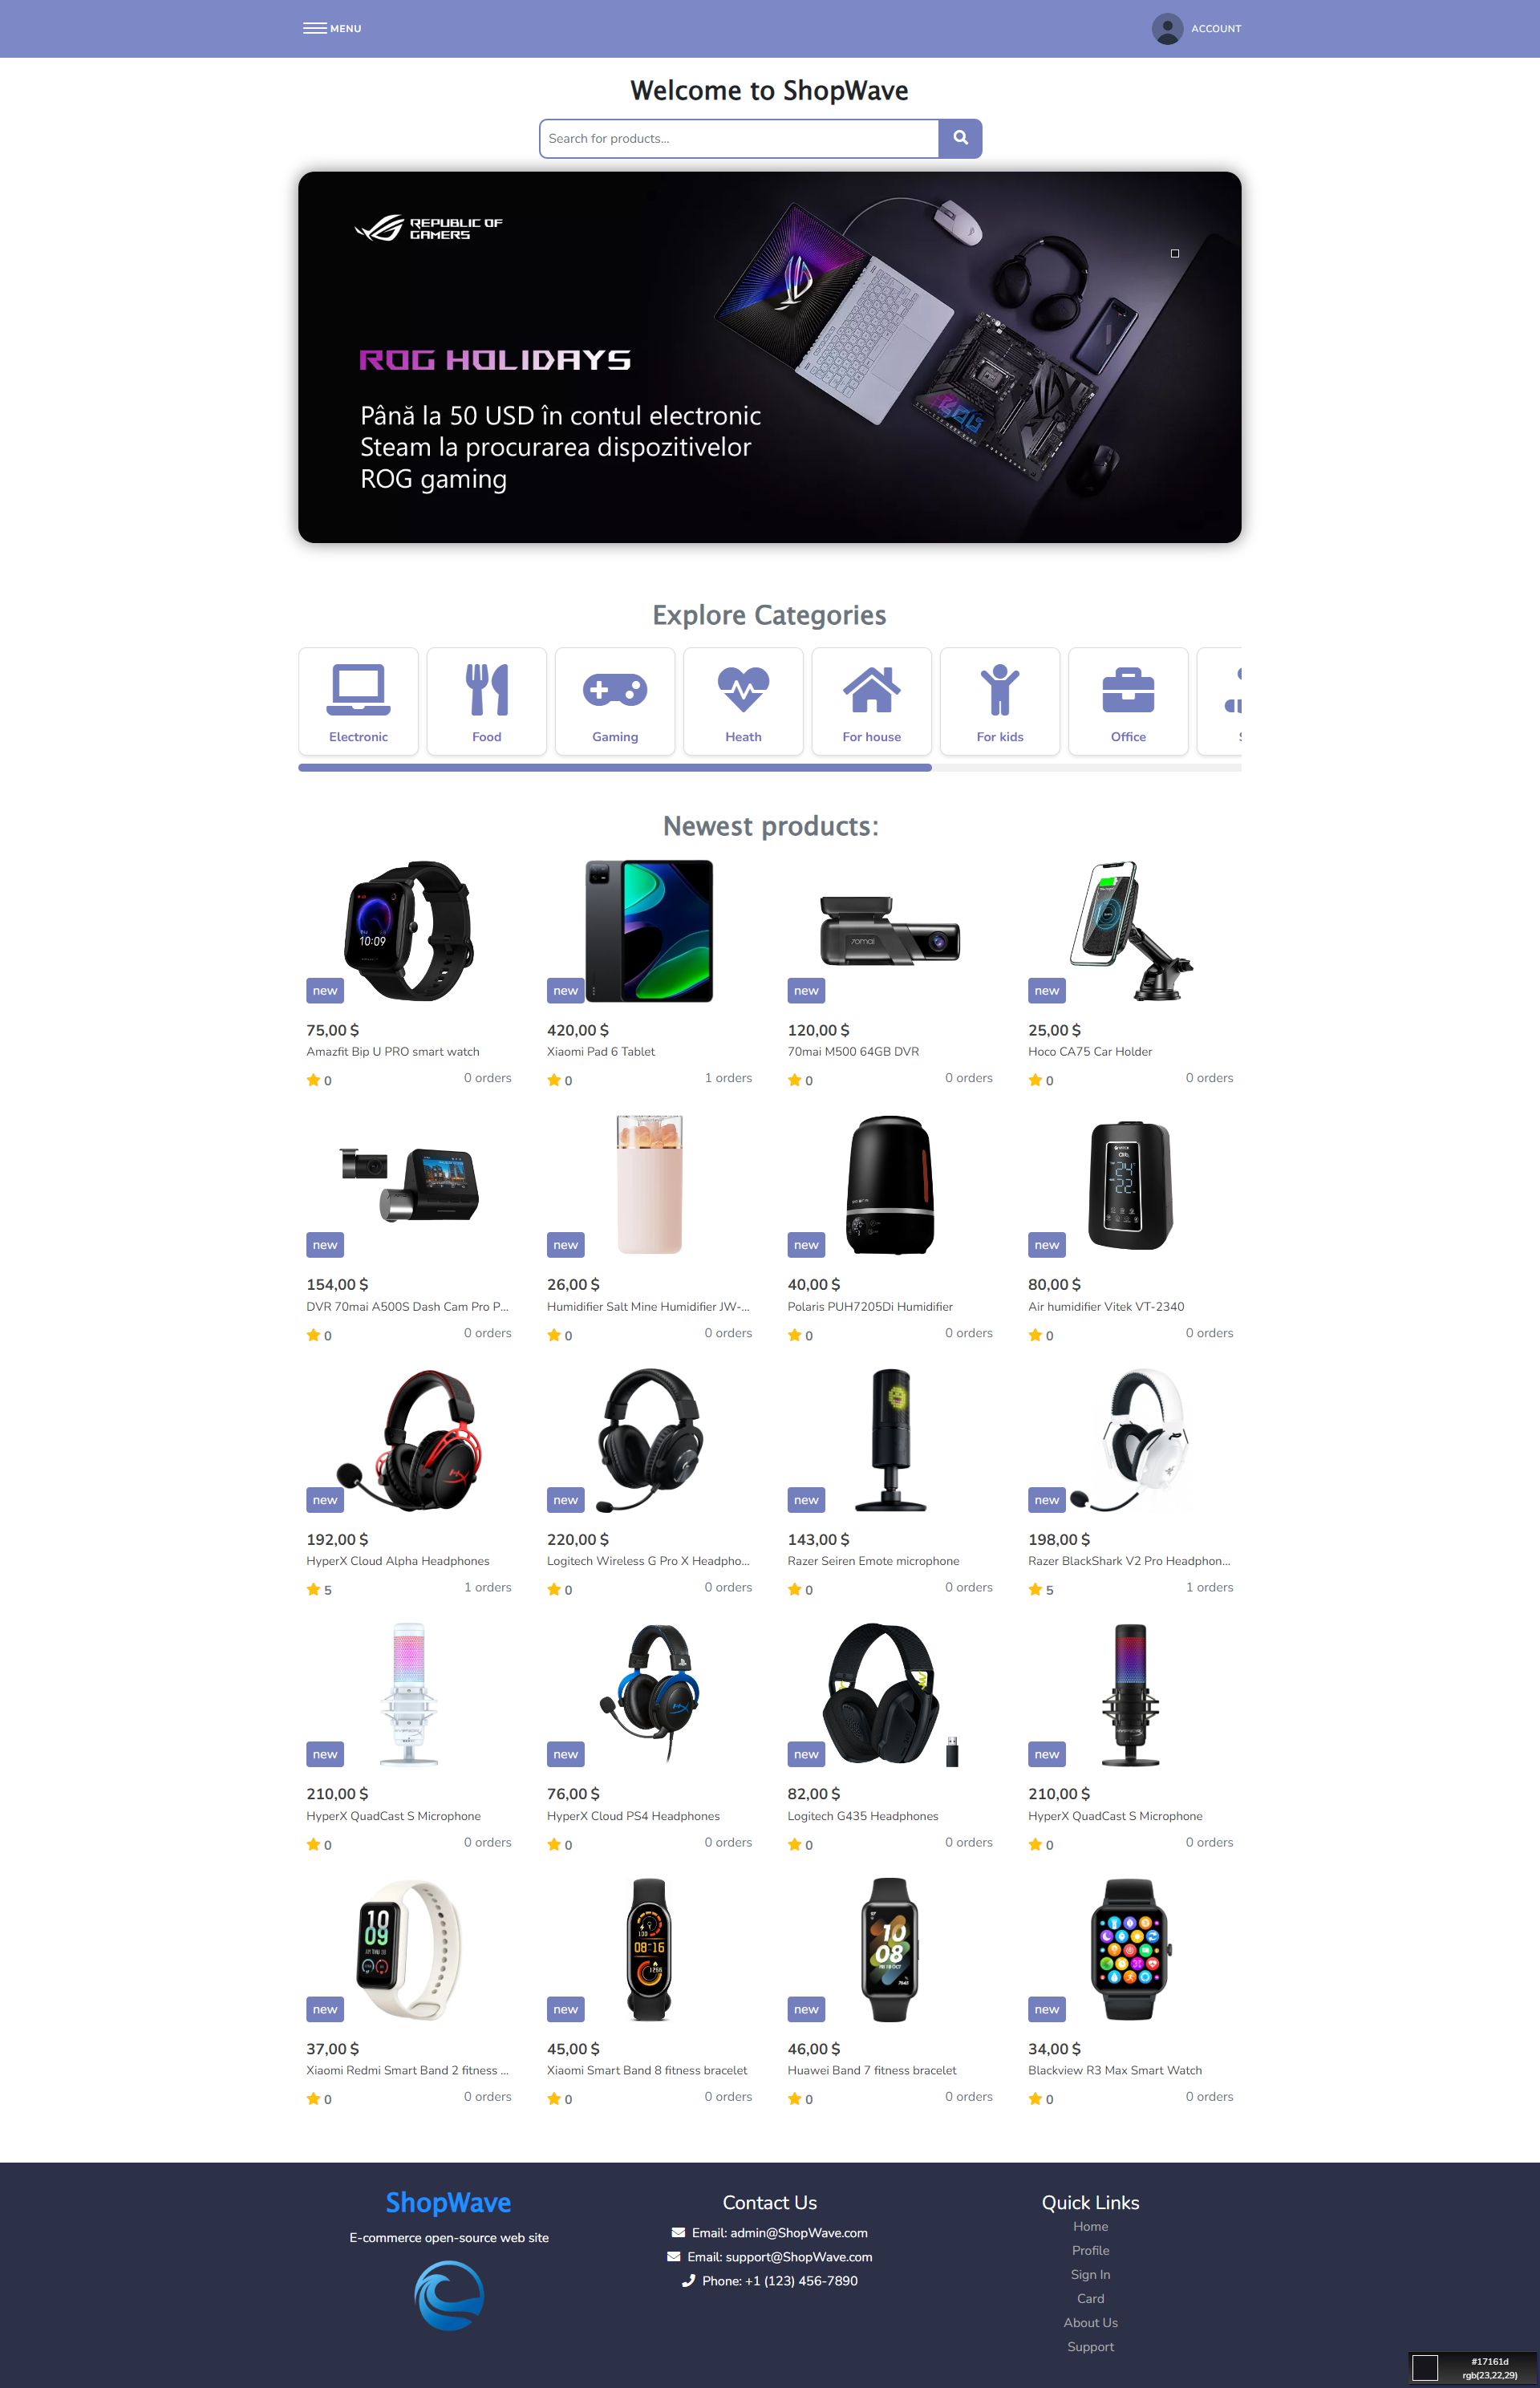 MENU
ACCOUNT
Welcome to ShopWave
Search for products...
REPUBLIC OF
GAMERS
ROG HOLIDAYS
Până la 50 USD în contul electronic
Steam la procurarea dispozitivelor
ROG gaming
Explore Categories
Electronic
Food
Gaming
Heath
For house
For kids
Office
Newest products:
10:09
70mai
new
new
new
new
75,00 $
420,00 $
120,00 $
25,00 $
Amazfit Bip U PRO smart watch
Xiaomi Pad 6 Tablet
70mai M500 64GB DVR
Hoco CA75 Car Holder
0
0 orders
0
1 orders
0
0 orders
0
0 orders
24
22
new
new
new
new
154,00 $
26,00 $
40,00 $
80,00 $
DVR 70mai A500S Dash Cam Pro P...
Humidifier Salt Mine Humidifier JW-...
Polaris PUH7205Di Humidifier
Air humidifier Vitek VT-2340
0
0 orders
0
0 orders
0
0 orders
0
0 orders
new
new
new
new
192,00 $
220,00 $
143,00 $
198,00 $
HyperX Cloud Alpha Headphones
Logitech Wireless G Pro X Headpho...
Razer Seiren Emote microphone
Razer BlackShark V2 Pro Headphon...
5
1 orders
0
0 orders
0
0 orders
5
1 orders
new
new
new
new
210,00 $
76,00 $
82,00 $
210,00 $
HyperX QuadCast S Microphone
HyperX Cloud PS4 Headphones
Logitech G435 Headphones
HyperX QuadCast S Microphone
0
0 orders
0
0 orders
0
0 orders
0
0 orders
10
09
08-16
10
08
new
new
new
new
37,00 $
45,00 $
46,00 $
34,00 $
Xiaomi Redmi Smart Band 2 fitness ...
Xiaomi Smart Band 8 fitness bracelet
Huawei Band 7 fitness bracelet
Blackview R3 Max Smart Watch
0
0 orders
0
0 orders
0
0 orders
0
0 orders
ShopWave
E-commerce open-source web site
Contact Us
Email: admin@ShopWave.com
Email: support@ShopWave.com
Phone: +1 (123) 456-7890
Quick Links
Home
Profile
Sign In
Card
About Us
Support
#17161d
rgb(23,22,29)